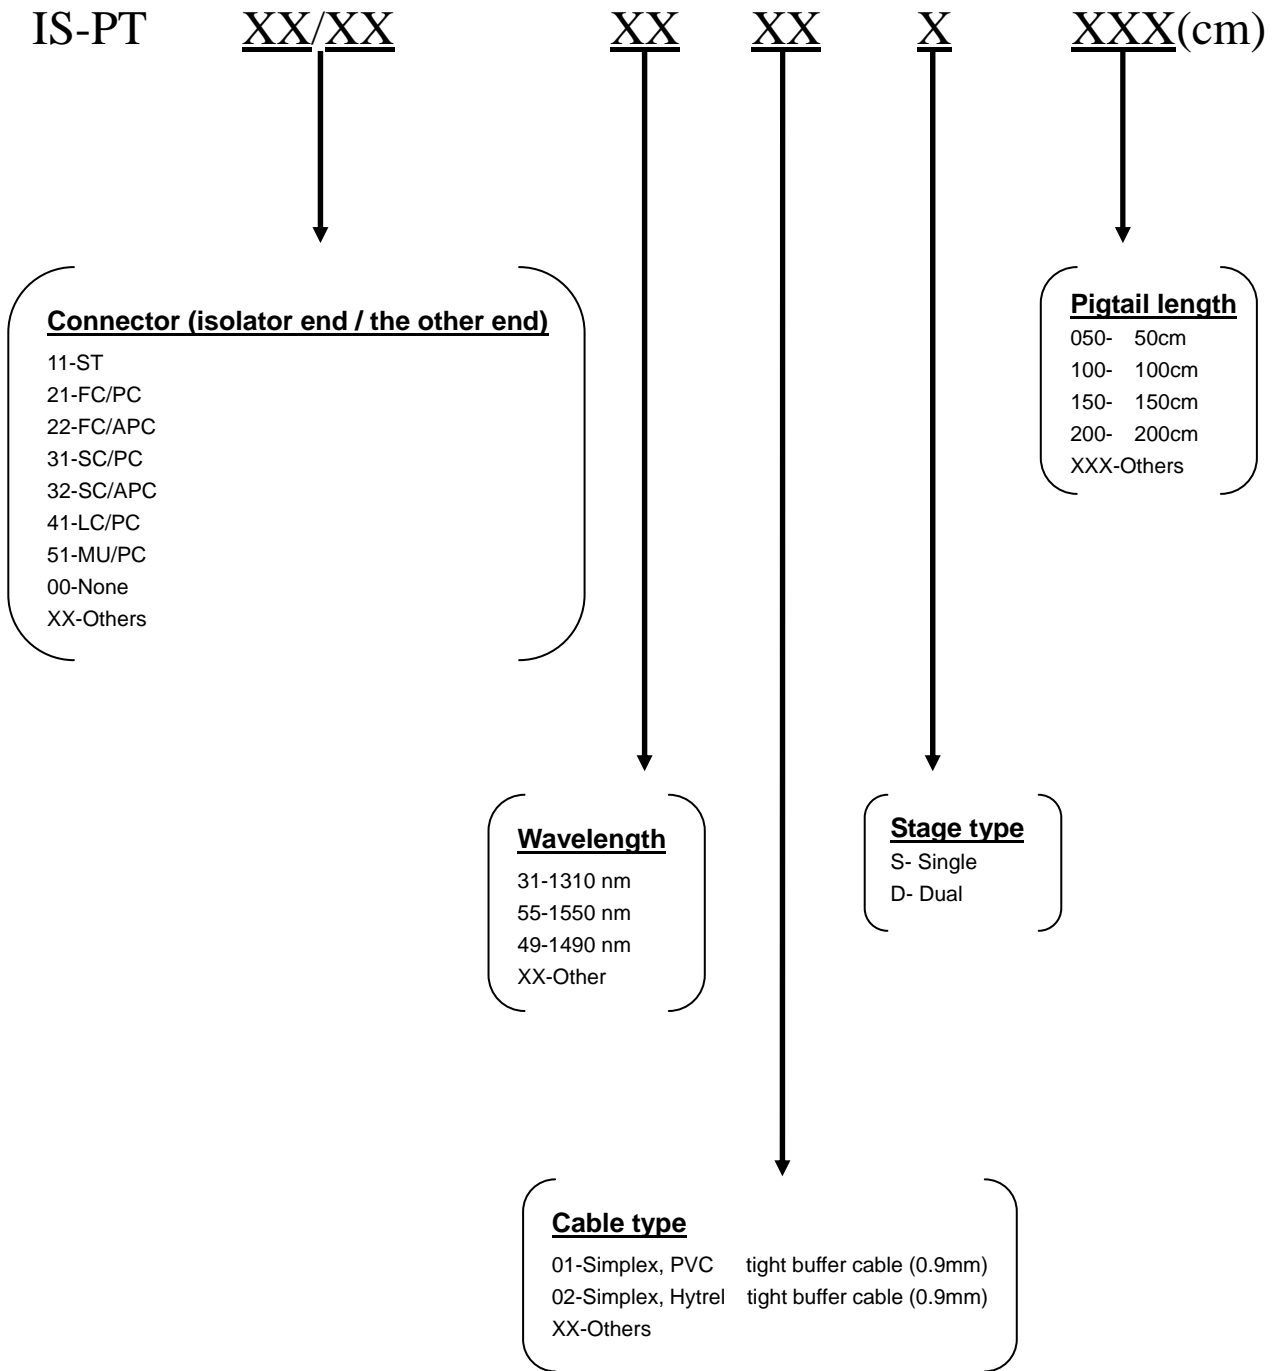 IS-PT XX/XX XX XX X XXX(cm)
Connector (isolator end / the other end)
11-ST
21-FC/PC
22-FC/APC
31-SC/PC
32-SC/APC
41-LC/PC
51-MU/PC
00-None
XX-Others
Pigtail length
050- 50cm
100- 100cm
150- 150cm
200- 200cm
XXX-Others
Wavelength
31-1310 nm
55-1550 nm
49-1490 nm
XX-Other
Stage type
S- Single
D- Dual
Cable type
01-Simplex, PVC tight buffer cable (0.9mm)
02-Simplex, Hytrel tight buffer cable (0.9mm)
XX-Others